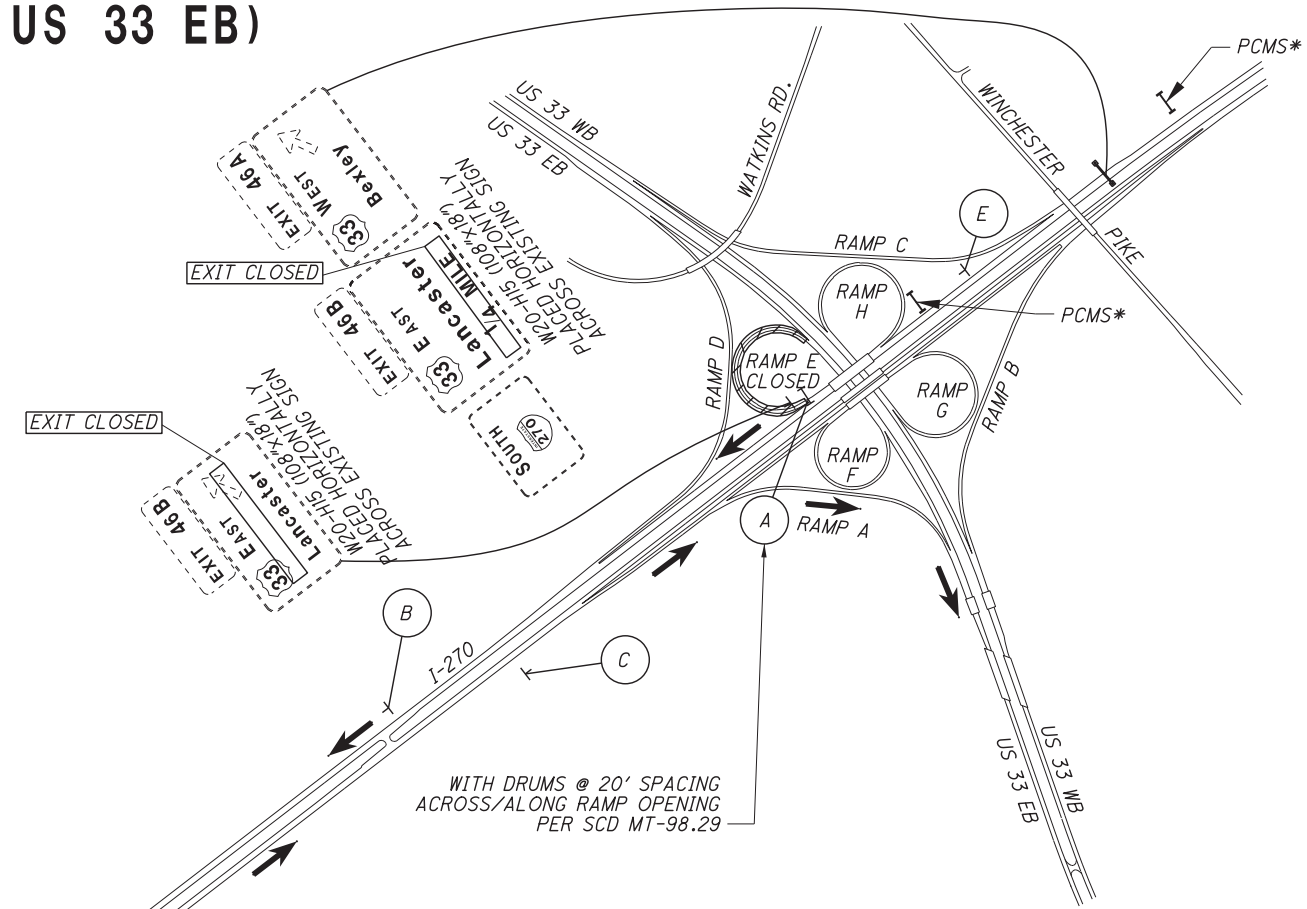 US 33 EB)
PCMS*
US 33 WB
US 33 EB
WATKINS RD.
WINCHESTER
PIKE
EXIT 46A
33 WEST
Bexley
EXIT CLOSED
EXIT 46B
33 EAST
Lancaster
1/4 MILE
W20-H15 (108"x18")
PLACED HORIZONTALLY
ACROSS EXISTING SIGN
SOUTH
270
RAMP C
E
RAMP
H
PCMS*
RAMP D
RAMP E
CLOSED
RAMP
G
RAMP B
RAMP
F
A
RAMP A
EXIT CLOSED
EXIT 46B
33 EAST
Lancaster
W20-H15 (108"x18")
PLACED HORIZONTALLY
ACROSS EXISTING SIGN
B
C
I-270
WITH DRUMS @ 20' SPACING
ACROSS/ALONG RAMP OPENING
PER SCD MT-98.29
US 33 EB
US 33 WB